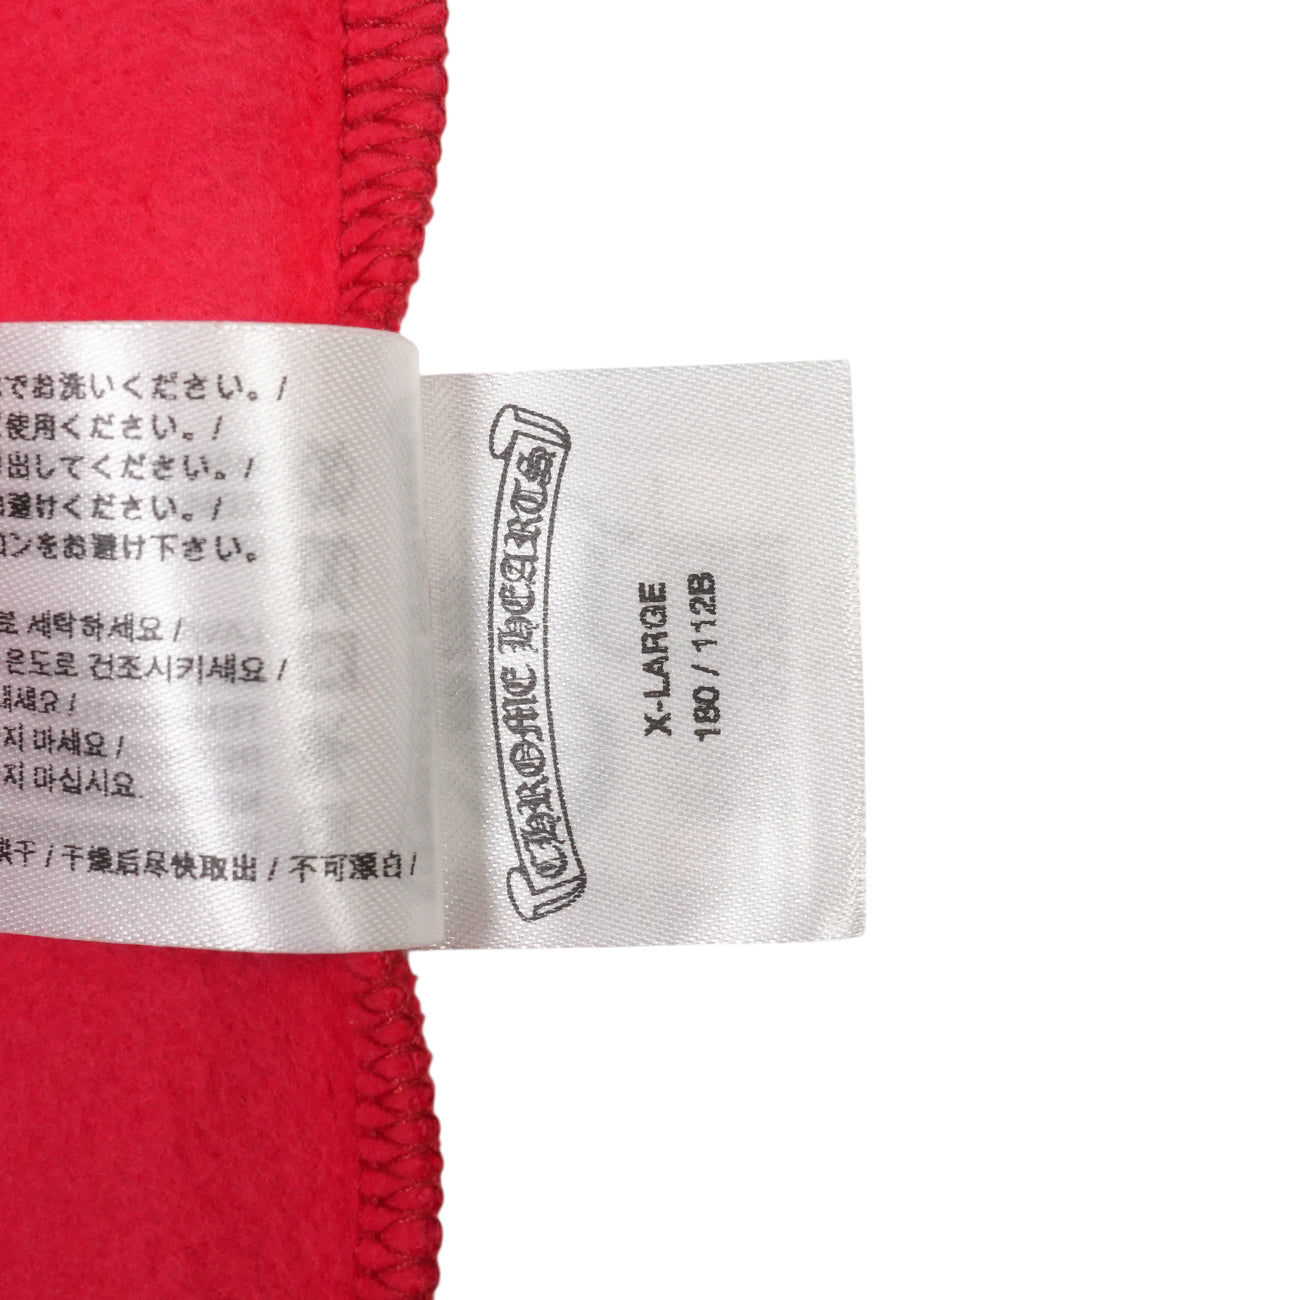 でお洗いください。/
使用ください。/
出してください。/
避けください。/
ンをお避け下さい。
로 세탁하세요 /
온도로 건조시키세요 /
세요 /
지 마세요 /
지 마십시요.
干 / 干燥后尽快取出 / 不可漂白 /
CHROME HEARTS
X-LARGE
180 / 112B